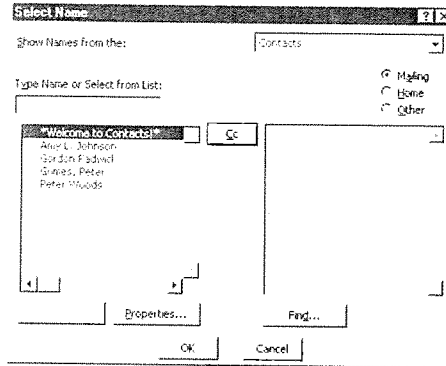 Select Name
Show Names from the:
Contacts
Type Name or Select from List:
Mailing
Home
Other
"Welcome to Contacts!"
Amy L. Johnson
Gordon Padwick
Grimes, Peter
Peter Woods
Cc
Properties...
Find...
OK
Cancel